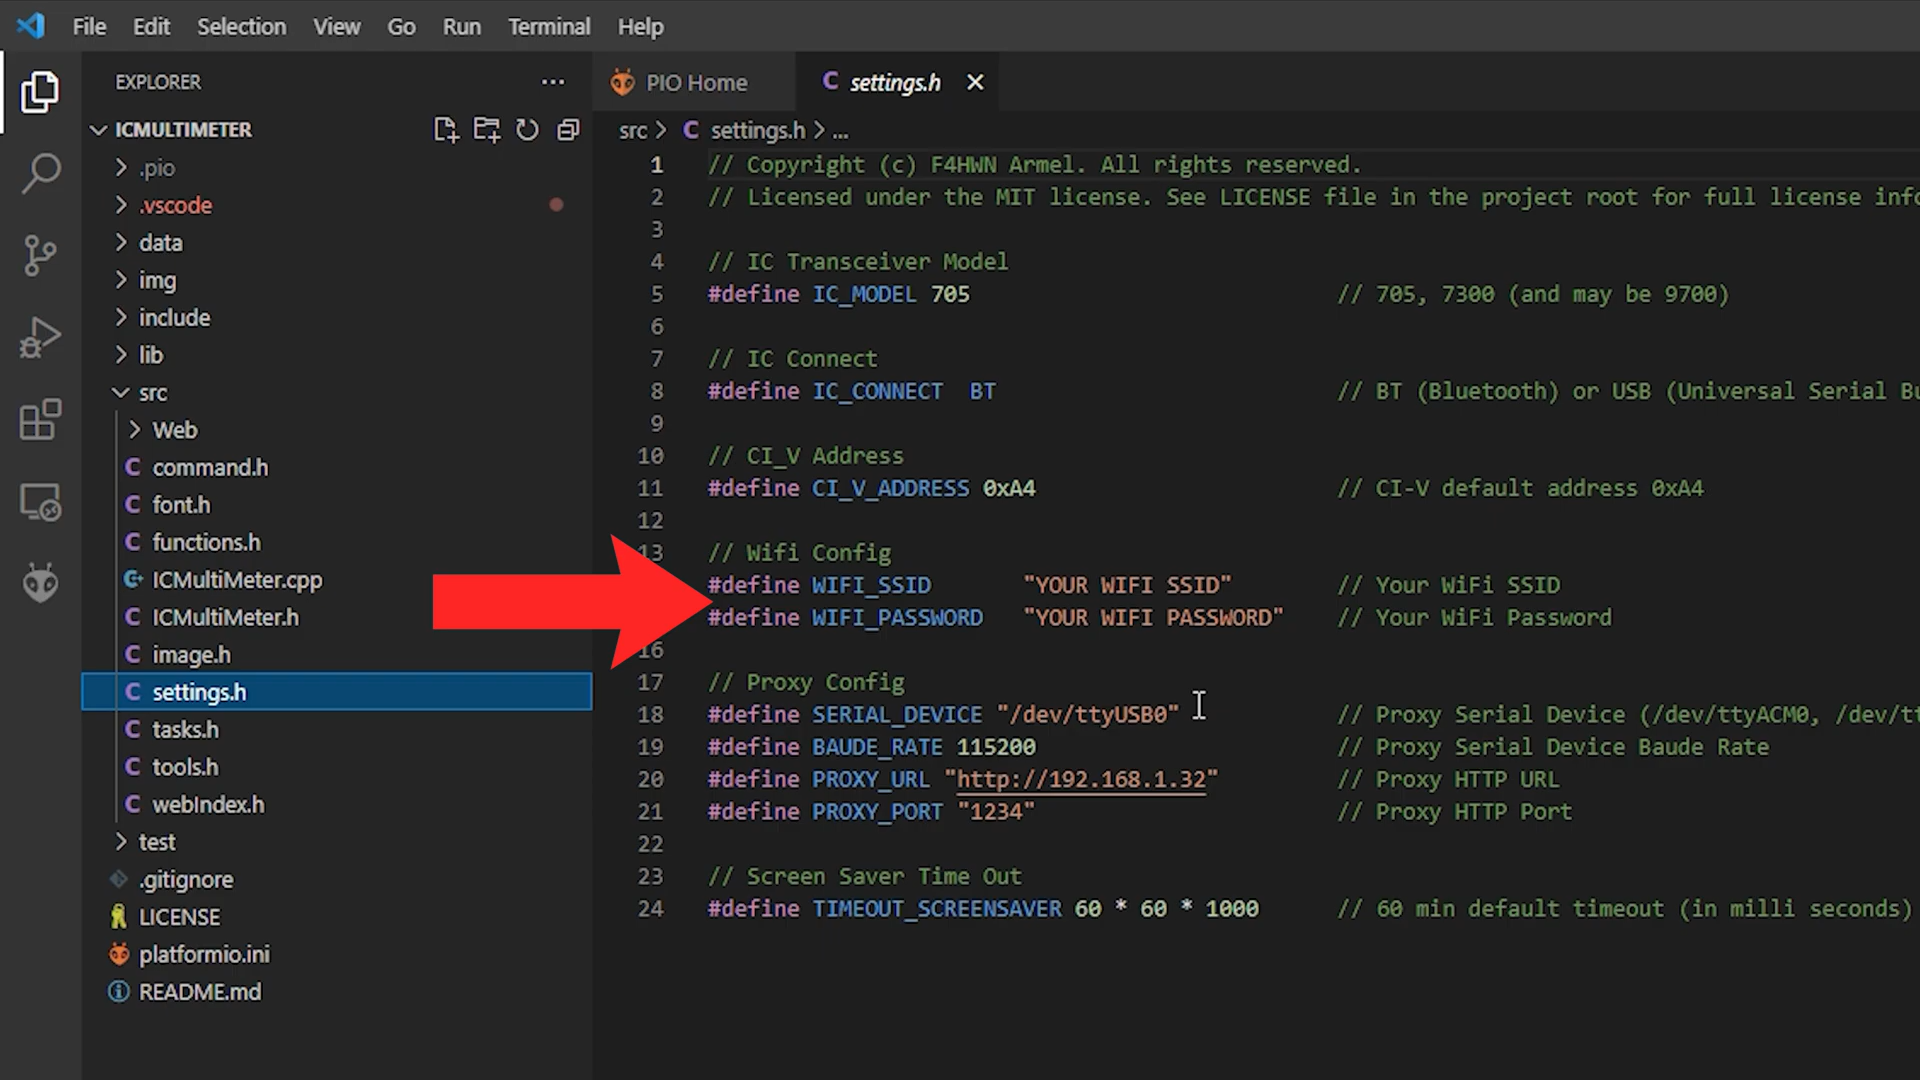 File Edit Selection View Go Run Terminal Help
EXPLORER ...
ICMULTIMETER
.pio
.vscode
data
img
include
lib
src
Web
command.h
font.h
functions.h
ICMultiMeter.cpp
ICMultiMeter.h
image.h
settings.h
tasks.h
tools.h
webIndex.h
test
.gitignore
LICENSE
platformio.ini
README.md
PIO Home C settings.h
src > C settings.h > ...
1 // Copyright (c) F4HWN Armel. All rights reserved.
2 // Licensed under the MIT license. See LICENSE file in the project root for full license info
3
4 // IC Transceiver Model
5 #define IC_MODEL 705 // 705, 7300 (and may be 9700)
6
7 // IC Connect
8 #define IC_CONNECT BT // BT (Bluetooth) or USB (Universal Serial Bu
9
10 // CI_V Address
11 #define CI_V_ADDRESS 0xA4 // CI-V default address 0xA4
12
13 // Wifi Config
#define WIFI_SSID "YOUR WIFI SSID" // Your WiFi SSID
#define WIFI_PASSWORD "YOUR WIFI PASSWORD" // Your WiFi Password
16
17 // Proxy Config
18 #define SERIAL_DEVICE "/dev/ttyUSB0" // Proxy Serial Device (/dev/ttyACM0, /dev/tt
19 #define BAUDE_RATE 115200 // Proxy Serial Device Baude Rate
20 #define PROXY_URL "http://192.168.1.32" // Proxy HTTP URL
21 #define PROXY_PORT "1234" // Proxy HTTP Port
22
23 // Screen Saver Time Out
24 #define TIMEOUT_SCREENSAVER 60 * 60 * 1000 // 60 min default timeout (in milli seconds)